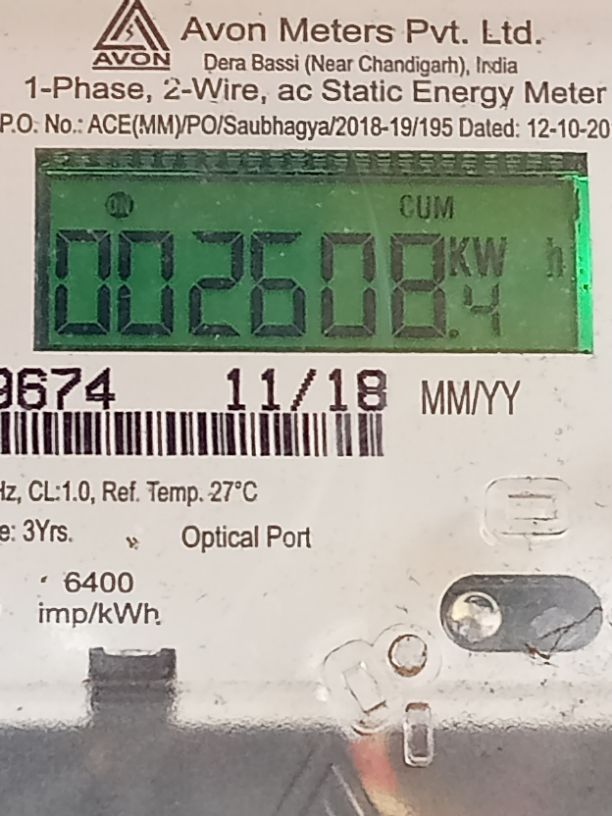 AVON
Avon Meters Pvt. Ltd.
Dera Bassi (Near Chandigarh), India
1-Phase, 2-Wire, ac Static Energy Meter
P.O. No.: ACE(MM)/PO/Saubhagya/2018-19/195 Dated: 12-10-20
ON CUM
002608.4 KW h
9674 11/18 MM/YY
Hz, CL:1.0, Ref. Temp. 27°C
e: 3Yrs. Optical Port
6400
imp/kWh